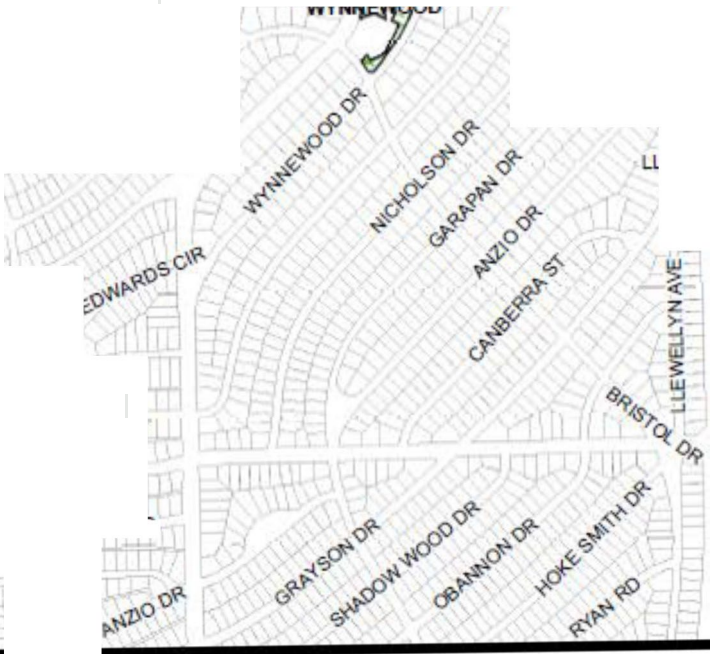 WYNNEWOOD
WYNNEWOOD DR
NICHOLSON DR
GARAPAN DR
LL
ANZIO DR
EDWARDS CIR
CANBERRA ST
LLEWELLYN AVE
BRISTOL DR
GRAYSON DR
SHADOW WOOD DR
OBANNON DR
HOKE SMITH DR
ANZIO DR
RYAN RD